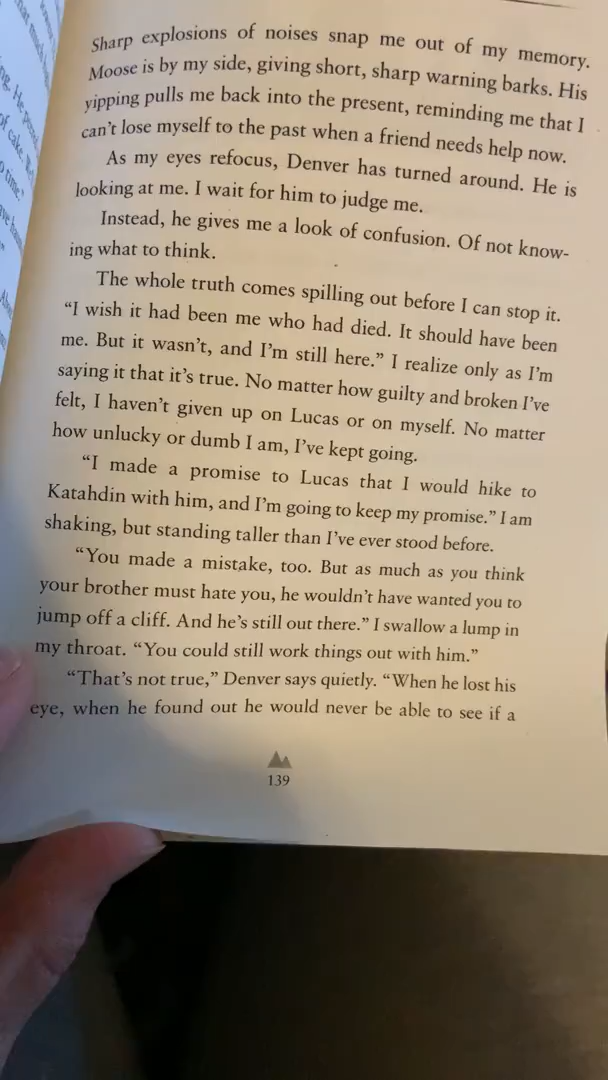 Sharp explosions of noises snap me out of my memory.
Moose is by my side, giving short, sharp warning barks. His
yipping pulls me back into the present, reminding me that I
can't lose myself to the past when a friend needs help now.
As my eyes refocus, Denver has turned around. He is
looking at me. I wait for him to judge me.
Instead, he gives me a look of confusion. Of not know-
ing what to think.
The whole truth comes spilling out before I can stop it.
“I wish it had been me who had died. It should have been
me. But it wasn't, and I'm still here.” I realize only as I'm
saying it that it's true. No matter how guilty and broken I've
felt, I haven't given up on Lucas or on myself. No matter
how unlucky or dumb I am, I've kept going.
“I made a promise to Lucas that I would hike to
Katahdin with him, and I'm going to keep my promise.” I am
shaking, but standing taller than I've ever stood before.
“You made a mistake, too. But as much as you think
your brother must hate you, he wouldn't have wanted you to
jump off a cliff. And he's still out there.” I swallow a lump in
my throat. “You could still work things out with him.”
“That's not true,” Denver says quietly. “When he lost his
eye, when he found out he would never be able to see if a
139